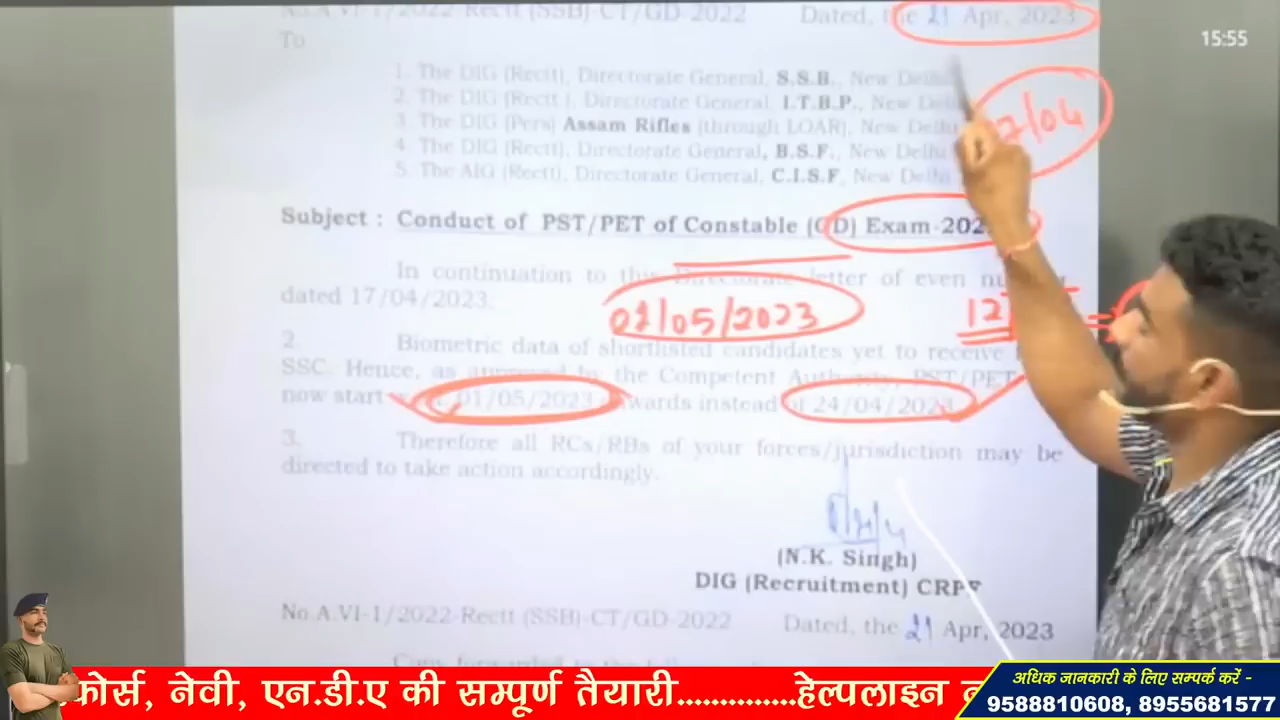 No.A.VI-1/2022-Rectt (SSB)-CT/GD-2022 Dated, the 21 Apr, 2023
15:55
To
1. The DIG (Rectt), Directorate General, S.S.B., New Delhi
2. The DIG (Rectt ), Directorate General, I.T.B.P., New Delhi
3. The DIG (Pers) Assam Rifles (through LOAR), New Delhi
/04
4. The DIG (Rectt), Directorate General, B.S.F., New Delhi
5. The AIG (Rectt), Directorate General, C.I.S.F, New Delhi
Subject : Conduct of PST/PET of Constable (GD) Exam-202
In continuation to this Directorate letter of even
dated 17/04/2023.
01/05/2023
12
2. Biometric data of shortlisted candidates yet to receive
SSC. Hence, as approved by the Competent Authority, PST/PET
now start 01/05/2023 onwards instead of 24/04/2023
3. Therefore all RCs/RBs of your forces/jurisdiction may be
directed to take action accordingly.
(N.K. Singh)
DIG (Recruitment) CRPF
No.A.VI-1/2022-Rectt (SSB)-CT/GD-2022 Dated, the 21 Apr, 2023
फोर्स, नेवी, एन.डी.ए की सम्पूर्ण तैयारी.............हेल्पलाइन
अधिक जानकारी के लिए सम्पर्क करें -
9588810608, 8955681577